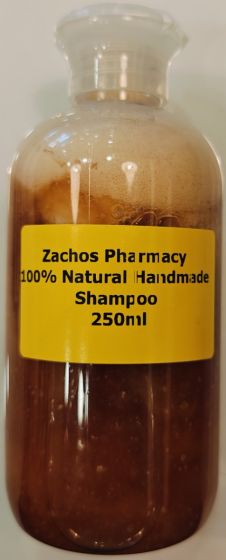 Zachos Pharmacy
100% Natural Handmade
Shampoo
250ml